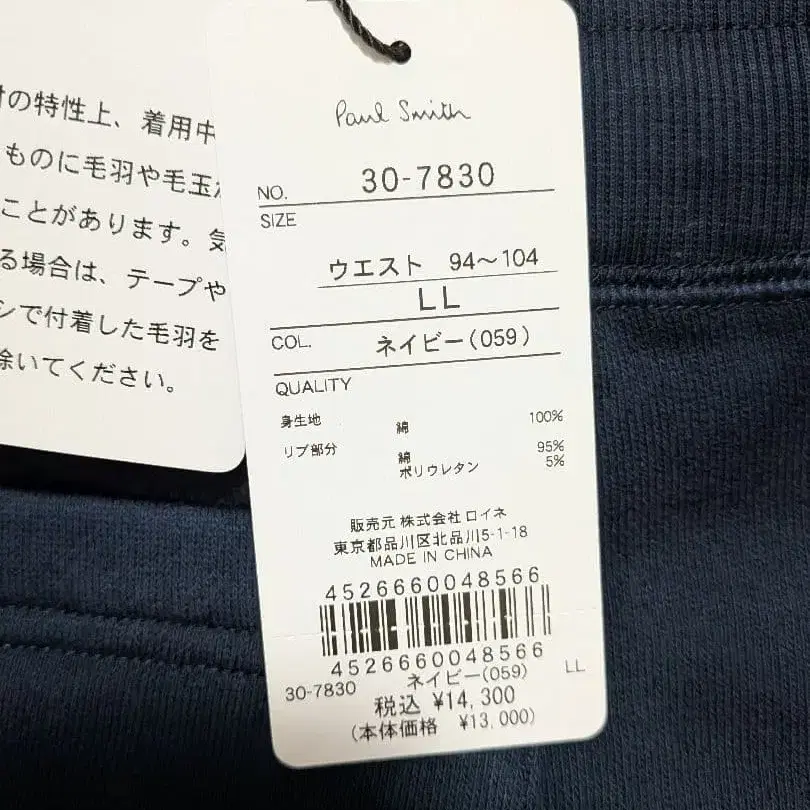 の特性上、着用中
ものに毛羽や毛玉
ことがあります。気
る場合は、テープや
で付着した毛羽を
除いてください。
Paul Smith
NO. 30-7830
SIZE
ウエスト 94～104
LL
COL. ネイビー(059)
QUALITY
身生地 綿 100%
リブ部分 綿 95%
ポリウレタン 5%
販売元 株式会社 ロイネ
東京都品川区北品川5-1-18
MADE IN CHINA
4526660048566
4526660048566
30-7830 ネイビー(059) LL
税込 ¥14,300
(本体価格 ¥13,000)